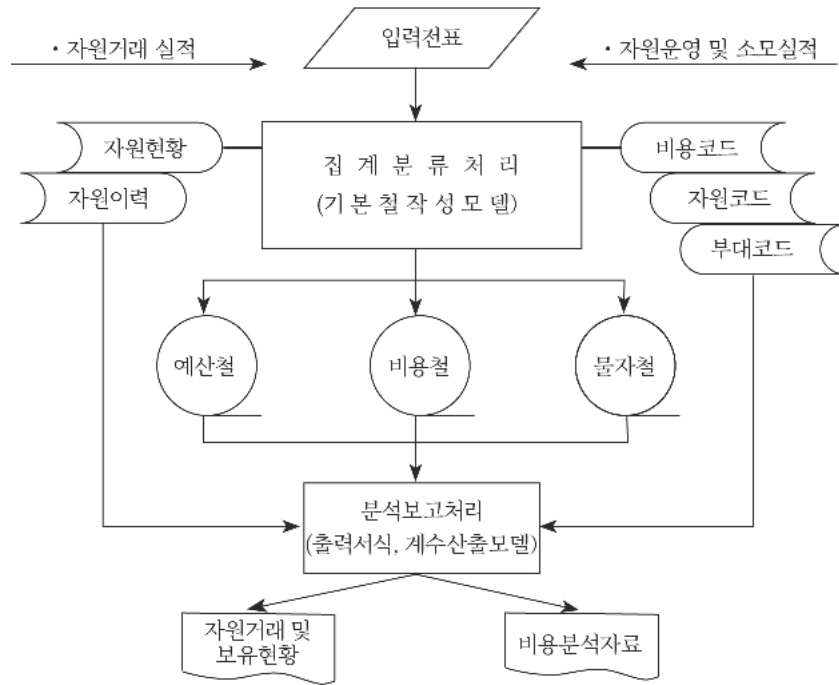 입력전표
· 자원거래 실적
· 자원운영 및 소모실적
자원현황
자원이력
집 계 분 류 처 리
(기 본 철 작 성 모 델)
비용코드
자원코드
부대코드
예산철
비용철
물자철
분석보고처리
(출력서식, 계수산출모델)
자원거래 및
보유현황
비용분석자료